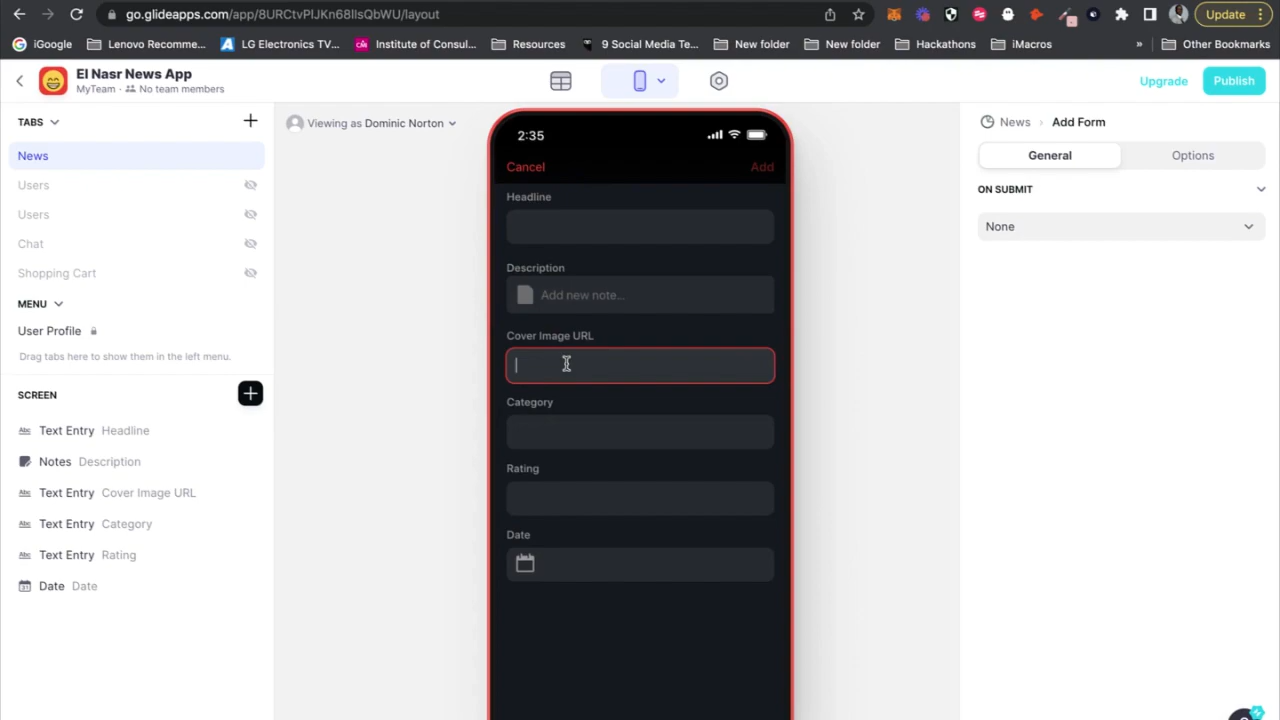 go.glideapps.com/app/8URCtvPlJKn68lIsQbWU/layout
Update
iGoogle
Lenovo Recomme...
LG Electronics TV...
Institute of Consul...
Resources
9 Social Media Te...
New folder
New folder
Hackathons
iMacros
»
Other Bookmarks
El Nasr News App
MyTeam · No team members
Upgrade
Publish
TABS
News
Users
Users
Chat
Shopping Cart
MENU
User Profile
Drag tabs here to show them in the left menu.
SCREEN
Text Entry Headline
Notes Description
Text Entry Cover Image URL
Text Entry Category
Text Entry Rating
Date Date
Viewing as Dominic Norton
2:35
Cancel
Add
Headline
Description
Add new note...
Cover Image URL
Category
Rating
Date
News › Add Form
General
Options
ON SUBMIT
None